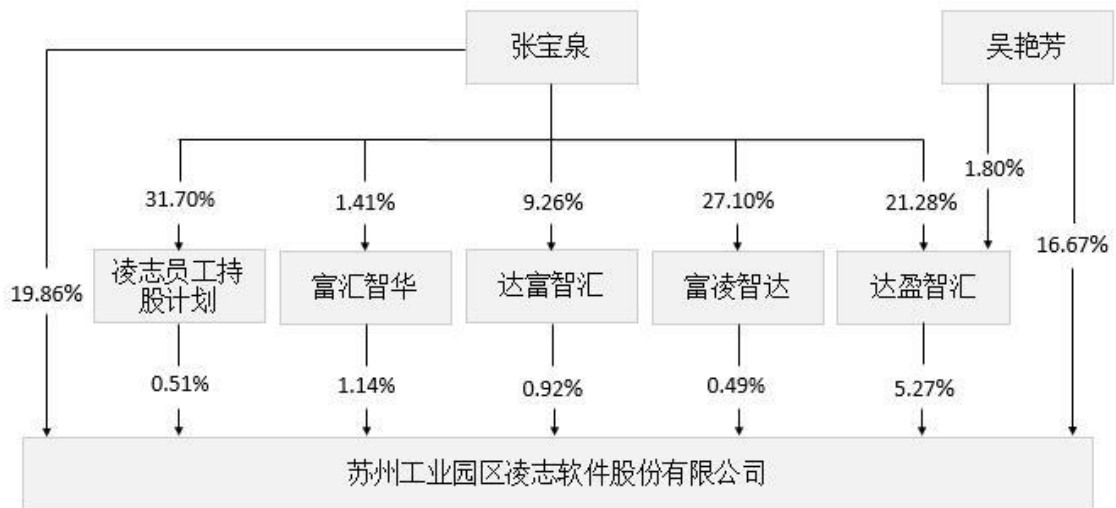 张宝泉
吴艳芳
31.70%
1.41%
9.26%
27.10%
21.28%
1.80%
19.86%
凌志员工持
股计划
富汇智华
达富智汇
富凌智达
达盈智汇
16.67%
0.51%
1.14%
0.92%
0.49%
5.27%
苏州工业园区凌志软件股份有限公司